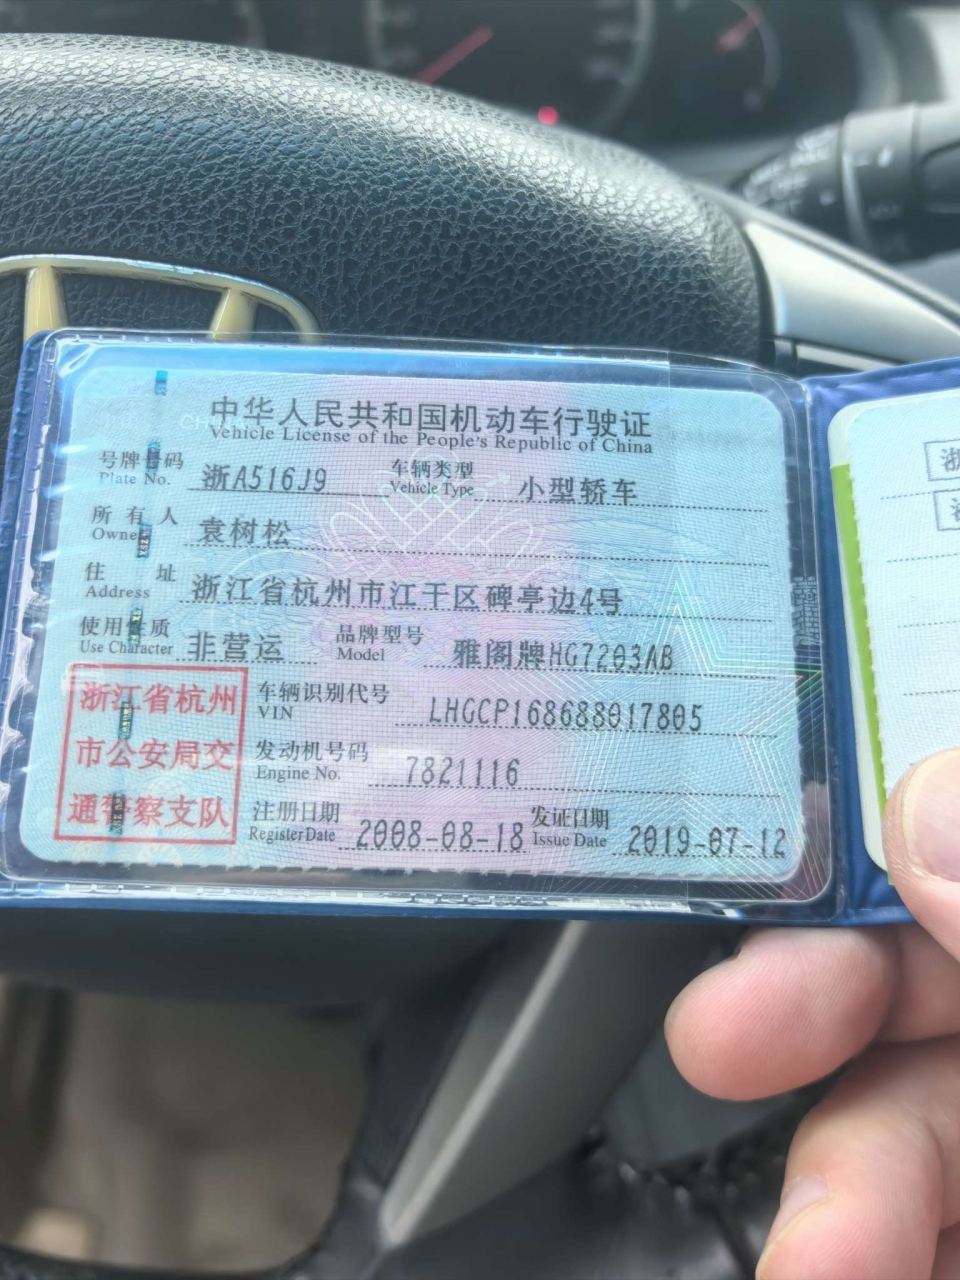 中华人民共和国机动车行驶证
Vehicle License of the People's Republic of China
号牌号码 浙A516J9 车辆类型 小型轿车
Plate No. Vehicle Type
所有人 袁树松
Owner
住址 浙江省杭州市江干区碑亭边4号
Address
使用性质 非营运 品牌型号 雅阁牌HG7203AB
Use Character Model
浙江省杭州
市公安局交
通警察支队
车辆识别代号 LHGCP168688017805
VIN
发动机号码 7821116
Engine No.
注册日期 2008-08-18 发证日期 2019-07-12
Register Date Issue Date
浙